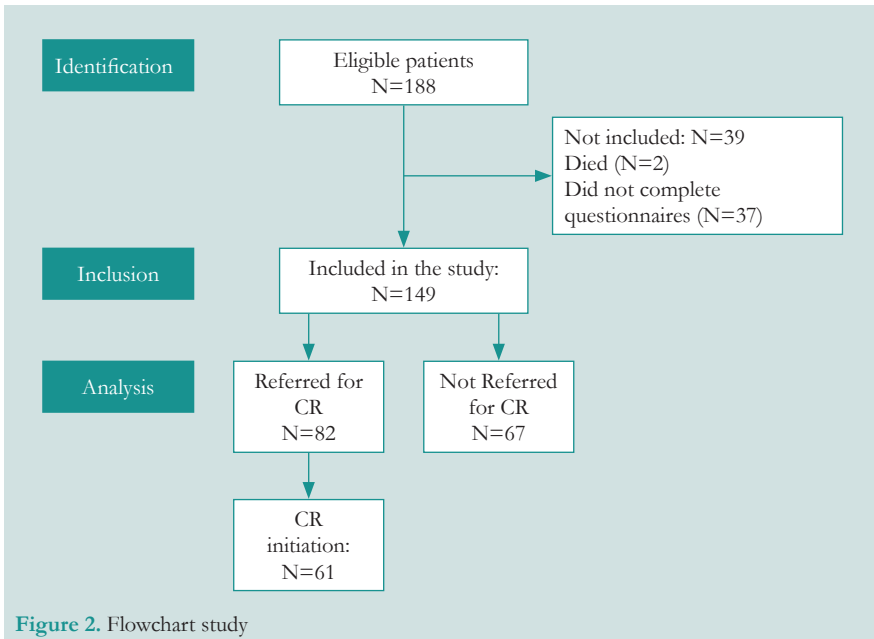 Identification
Eligible patients
N=188
Not included: N=39
Died (N=2)
Did not complete
questionnaires (N=37)
Inclusion
Included in the study:
N=149
Analysis
Referred for
CR
N=82
Not Referred
for CR
N=67
CR
initiation:
N=61
Figure 2. Flowchart study